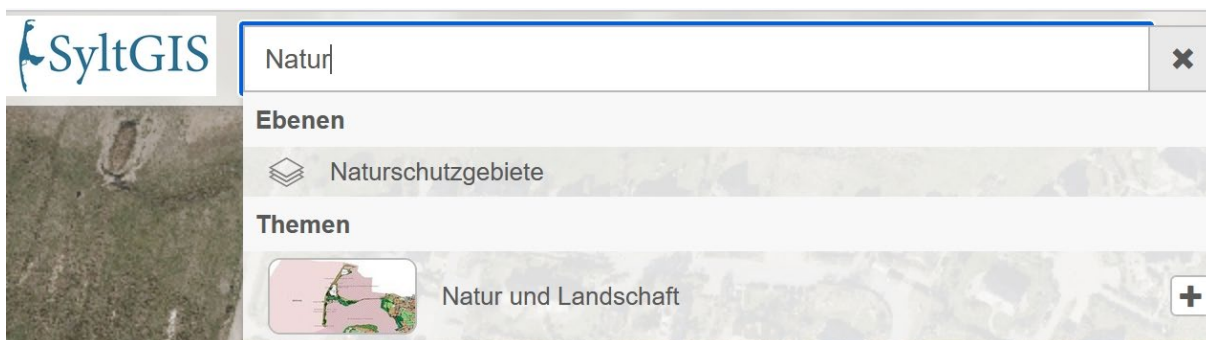 SyltGIS
Natur
Ebenen
Naturschutzgebiete
Themen
Natur und Landschaft